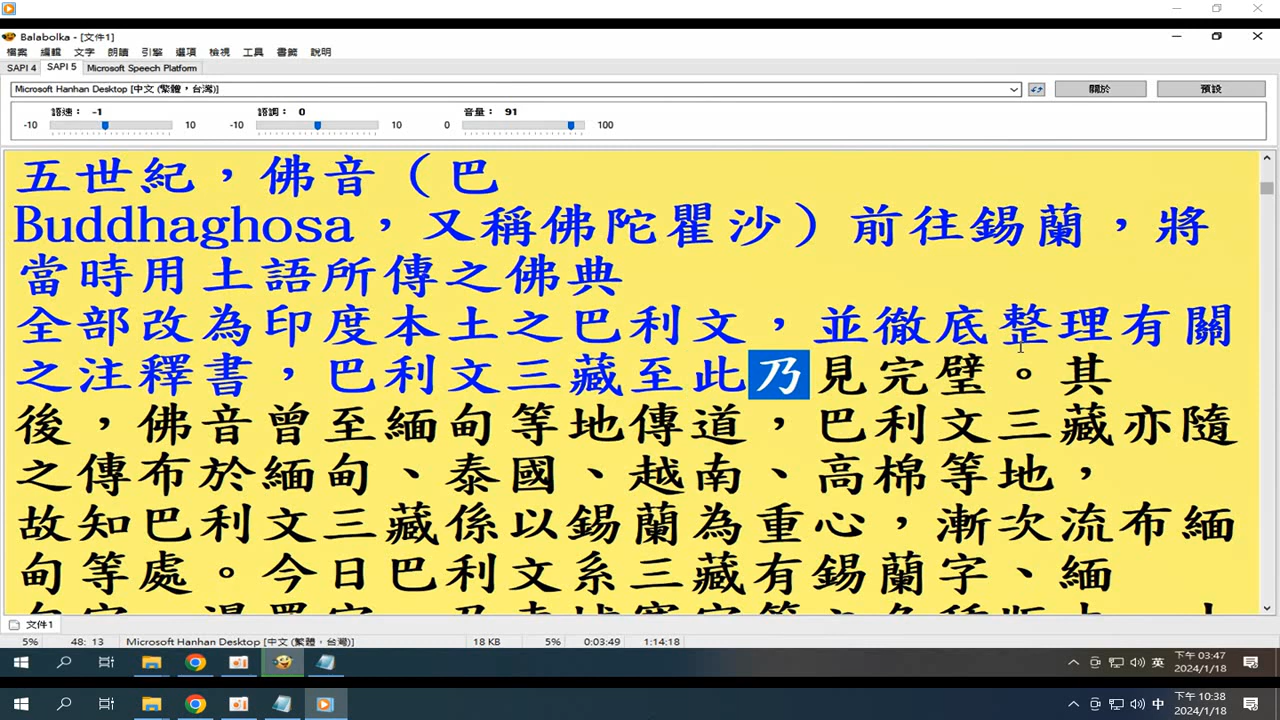 Balabolka - [文件1]
檔案 編輯 文字 朗讀 引擎 選項 檢視 工具 書籤 說明
SAPI 4 SAPI 5 Microsoft Speech Platform
Microsoft Hanhan Desktop [中文 (繁體，台灣)] 關於 預設
語速： -1 語調： 0 音量： 91
-10 10 -10 10 0 100
五世紀，佛音（巴
Buddhaghosa，又稱佛陀瞿沙）前往錫蘭，將
當時用土語所傳之佛典
全部改為印度本土之巴利文，並徹底整理有關
之注釋書，巴利文三藏至此乃見完璧。其
後，佛音曾至緬甸等地傳道，巴利文三藏亦隨
之傳布於緬甸、泰國、越南、高棉等地，
故知巴利文三藏係以錫蘭為重心，漸次流布緬
甸等處。今日巴利文系三藏有錫蘭字、緬
文件1
5% 48: 13 Microsoft Hanhan Desktop [中文 (繁體，台灣)] 18 KB 5% 0:03:49 1:14:18
英 下午 03:47
2024/1/18
中 下午 10:38
2024/1/18